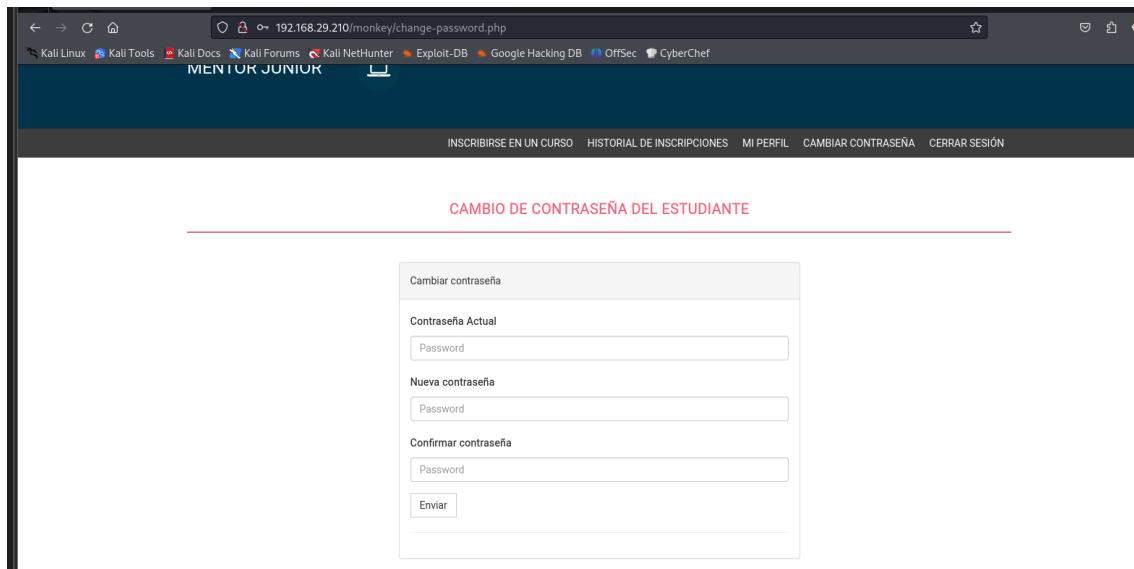 192.168.29.210/monkey/change-password.php
Kali Linux Kali Tools Kali Docs Kali Forums Kali NetHunter Exploit-DB Google Hacking DB OffSec CyberChef
MENTOR JUNIOR
INSCRIBIRSE EN UN CURSO HISTORIAL DE INSCRIPCIONES MI PERFIL CAMBIAR CONTRASEÑA CERRAR SESIÓN
CAMBIO DE CONTRASEÑA DEL ESTUDIANTE
Cambiar contraseña
Contraseña Actual
Password
Nueva contraseña
Password
Confirmar contraseña
Password
Enviar